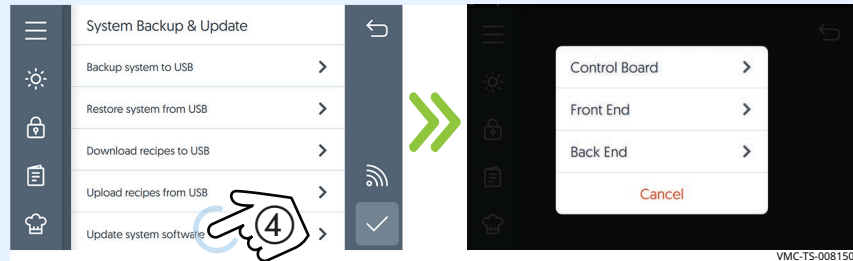 System Backup & Update
Backup system to USB
Restore system from USB
Download recipes to USB
Upload recipes from USB
Update system software
4
Control Board
Front End
Back End
Cancel
VMC-TS-008150